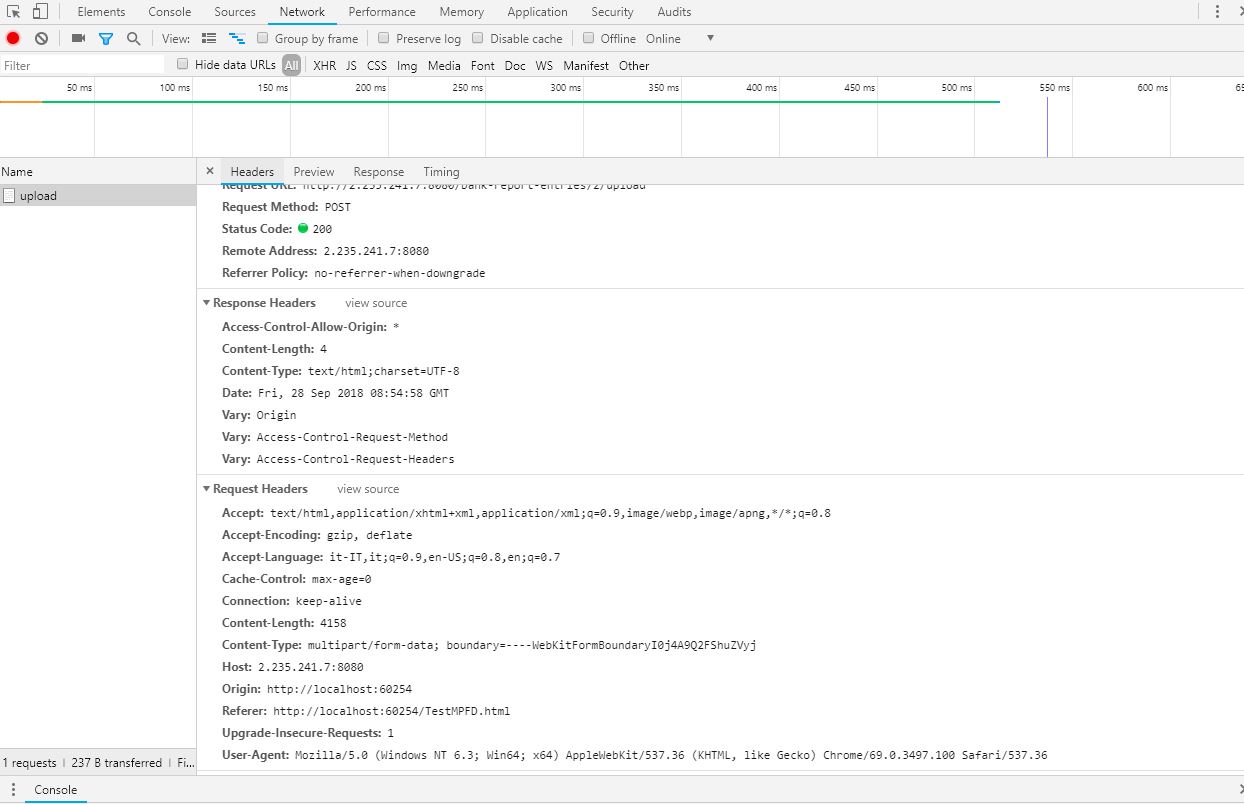 Elements Console Sources Network Performance Memory Application Security Audits
View: Group by frame Preserve log Disable cache Offline Online
Filter Hide data URLs All XHR JS CSS Img Media Font Doc WS Manifest Other
50 ms 100 ms 150 ms 200 ms 250 ms 300 ms 350 ms 400 ms 450 ms 500 ms 550 ms 600 ms 65
Name × Headers Preview Response Timing
upload
Request URL: http://2.235.241.7:8080/bank-report-entries/2/upload
Request Method: POST
Status Code: 200
Remote Address: 2.235.241.7:8080
Referrer Policy: no-referrer-when-downgrade
Response Headers view source
Access-Control-Allow-Origin: *
Content-Length: 4
Content-Type: text/html;charset=UTF-8
Date: Fri, 28 Sep 2018 08:54:58 GMT
Vary: Origin
Vary: Access-Control-Request-Method
Vary: Access-Control-Request-Headers
Request Headers view source
Accept: text/html,application/xhtml+xml,application/xml;q=0.9,image/webp,image/apng,*/*;q=0.8
Accept-Encoding: gzip, deflate
Accept-Language: it-IT,it;q=0.9,en-US;q=0.8,en;q=0.7
Cache-Control: max-age=0
Connection: keep-alive
Content-Length: 4158
Content-Type: multipart/form-data; boundary=----WebKitFormBoundaryI0j4A9Q2FShuZVyj
Host: 2.235.241.7:8080
Origin: http://localhost:60254
Referer: http://localhost:60254/TestMPFD.html
Upgrade-Insecure-Requests: 1
User-Agent: Mozilla/5.0 (Windows NT 6.3; Win64; x64) AppleWebKit/537.36 (KHTML, like Gecko) Chrome/69.0.3497.100 Safari/537.36
1 requests | 237 B transferred | Fi...
Console